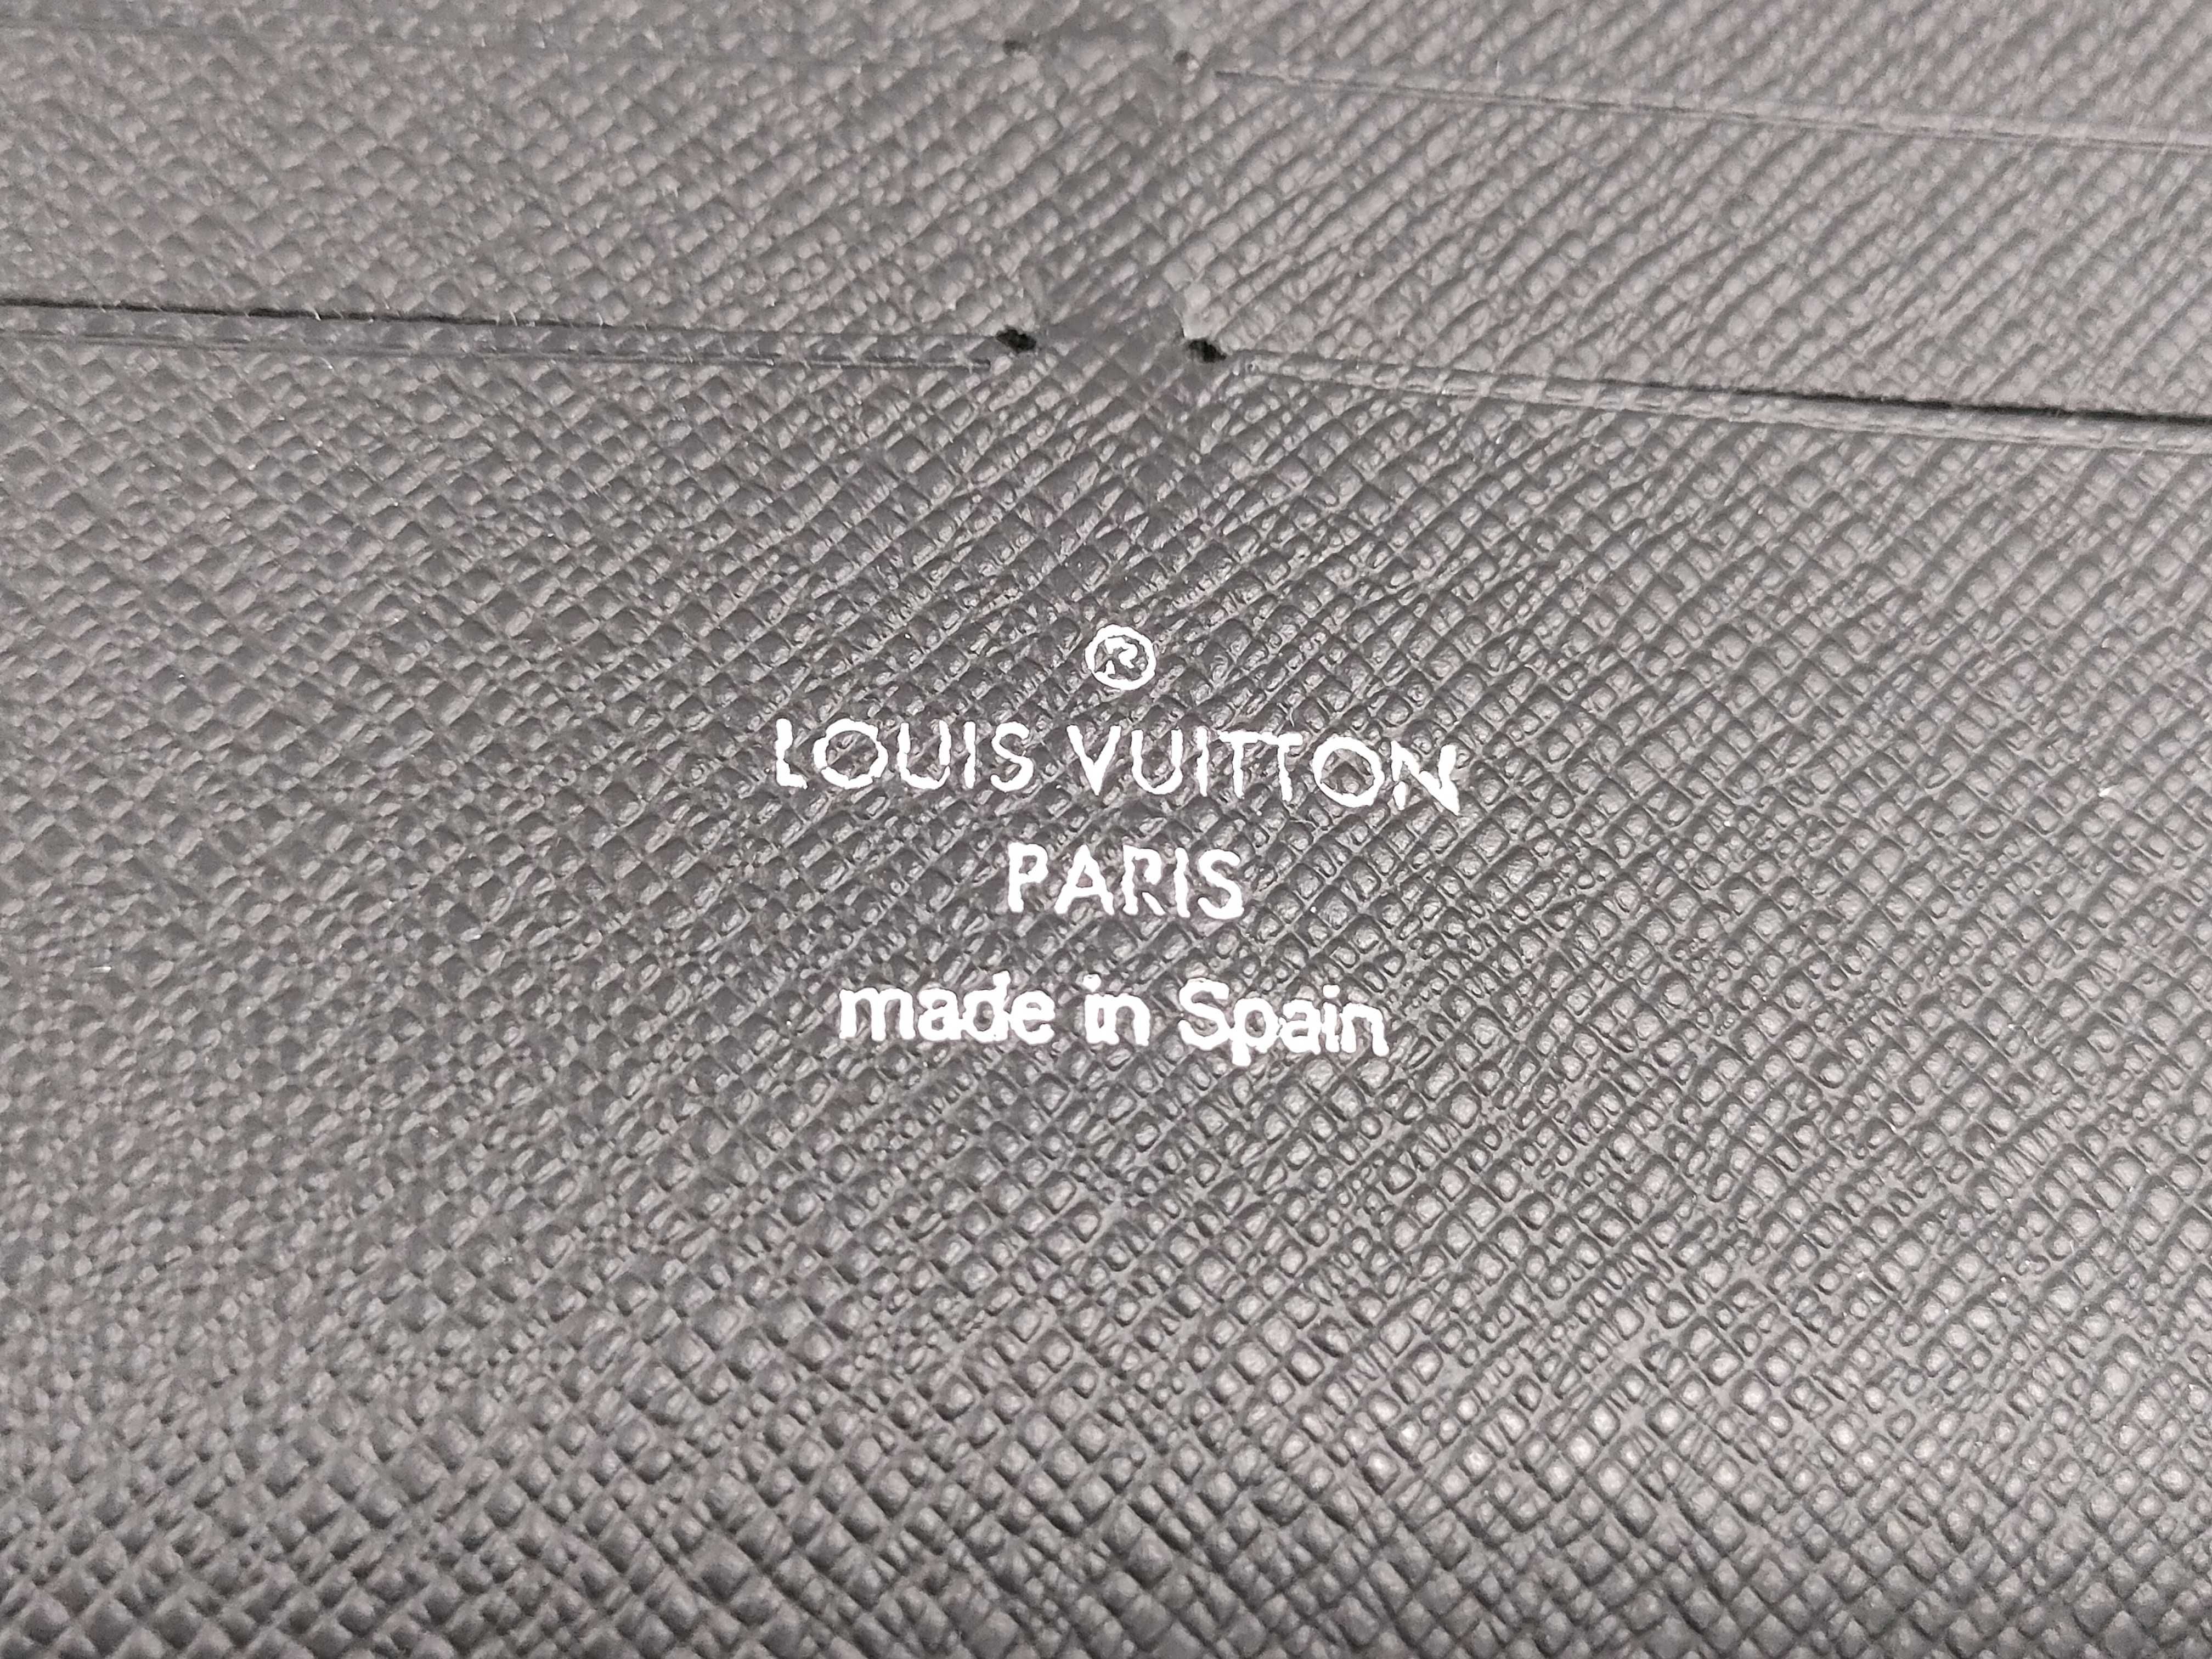 ®
LOUIS VUITTON
PARIS
made in Spain